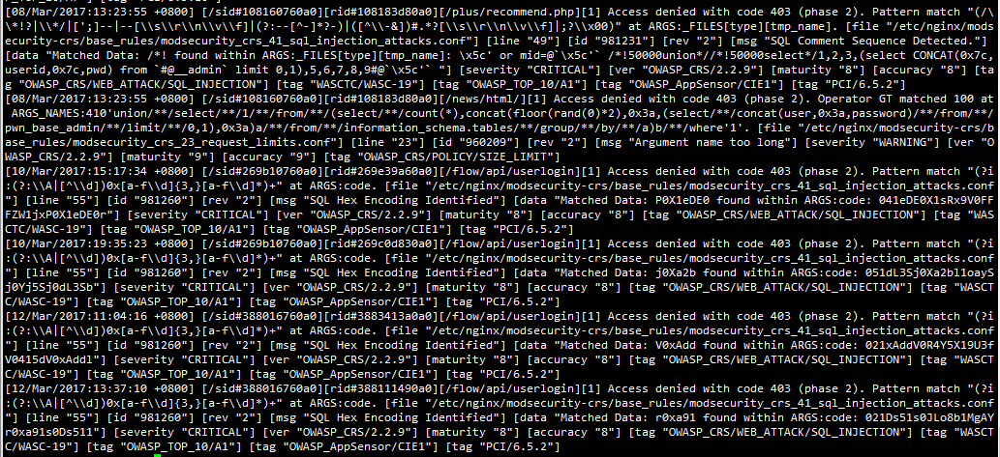 [08/Mar/2017:13:23:55 +0800] [/sid#108160760a0][rid#108183d80a0][/plus/recommend.php][1] Access denied with code 403 (phase 2). Pattern match "(/\
\*!?|\\*/|[';]--|--[\\s\\r\\n\\v\\f]|(?:--[^-]*?-)|([^\\-&])#.*?[\\s\\r\\n\\v\\f]|;?\\x00)" at ARGS:_FILES[type][tmp_name]. [file "/etc/nginx/mods
ecurity-crs/base_rules/modsecurity_crs_41_sql_injection_attacks.conf"] [line "49"] [id "981231"] [rev "2"] [msg "SQL Comment Sequence Detected."]
[data "Matched Data: /*! found within ARGS:_FILES[type][tmp_name]: \x5c' or mid=@`\x5c'` /*!50000union*//*!50000select*/1,2,3,(select CONCAT(0x7c,
userid,0x7c,pwd) from `#@__admin` limit 0,1),5,6,7,8,9#@`\x5c'` "] [severity "CRITICAL"] [ver "OWASP_CRS/2.2.9"] [maturity "8"] [accuracy "8"] [ta
g "OWASP_CRS/WEB_ATTACK/SQL_INJECTION"] [tag "WASCTC/WASC-19"] [tag "OWASP_TOP_10/A1"] [tag "OWASP_AppSensor/CIE1"] [tag "PCI/6.5.2"]
[08/Mar/2017:13:23:55 +0800] [/sid#108160760a0][rid#108183d80a0][/news/html/][1] Access denied with code 403 (phase 2). Operator GT matched 100 at
 ARGS_NAMES:410'union/**/select/**/1/**/from/**/(select/**/count(*),concat(floor(rand(0)*2),0x3a,(select/**/concat(user,0x3a,password)/**/from/**/
pwn_base_admin/**/limit/**/0,1),0x3a)a/**/from/**/information_schema.tables/**/group/**/by/**/a)b/**/where'1'. [file "/etc/nginx/modsecurity-crs/b
ase_rules/modsecurity_crs_23_request_limits.conf"] [line "23"] [id "960209"] [rev "2"] [msg "Argument name too long"] [severity "WARNING"] [ver "O
WASP_CRS/2.2.9"] [maturity "9"] [accuracy "9"] [tag "OWASP_CRS/POLICY/SIZE_LIMIT"]
[10/Mar/2017:15:17:34 +0800] [/sid#269b10760a0][rid#269e39a60a0][/flow/api/userlogin][1] Access denied with code 403 (phase 2). Pattern match "(?i
:(?:\\A|[^\\d])0x[a-f\\d]{3,}[a-f\\d]*)+" at ARGS:code. [file "/etc/nginx/modsecurity-crs/base_rules/modsecurity_crs_41_sql_injection_attacks.conf
"] [line "55"] [id "981260"] [rev "2"] [msg "SQL Hex Encoding Identified"] [data "Matched Data: P0X1eDE0 found within ARGS:code: 041eDE0X1sRx9V0FF
FZW1jxP0X1eDE0r"] [severity "CRITICAL"] [ver "OWASP_CRS/2.2.9"] [maturity "8"] [accuracy "8"] [tag "OWASP_CRS/WEB_ATTACK/SQL_INJECTION"] [tag "WAS
CTC/WASC-19"] [tag "OWASP_TOP_10/A1"] [tag "OWASP_AppSensor/CIE1"] [tag "PCI/6.5.2"]
[10/Mar/2017:19:35:23 +0800] [/sid#269b10760a0][rid#269c0d830a0][/flow/api/userlogin][1] Access denied with code 403 (phase 2). Pattern match "(?i
:(?:\\A|[^\\d])0x[a-f\\d]{3,}[a-f\\d]*)+" at ARGS:code. [file "/etc/nginx/modsecurity-crs/base_rules/modsecurity_crs_41_sql_injection_attacks.conf
"] [line "55"] [id "981260"] [rev "2"] [msg "SQL Hex Encoding Identified"] [data "Matched Data: j0Xa2b found within ARGS:code: 051dL3Sj0Xa2bl1oayS
j0Yj5Sj0dL3Sb"] [severity "CRITICAL"] [ver "OWASP_CRS/2.2.9"] [maturity "8"] [accuracy "8"] [tag "OWASP_CRS/WEB_ATTACK/SQL_INJECTION"] [tag "WASCT
C/WASC-19"] [tag "OWASP_TOP_10/A1"] [tag "OWASP_AppSensor/CIE1"] [tag "PCI/6.5.2"]
[12/Mar/2017:11:04:16 +0800] [/sid#388016760a0][rid#3883413a0a0][/flow/api/userlogin][1] Access denied with code 403 (phase 2). Pattern match "(?i
:(?:\\A|[^\\d])0x[a-f\\d]{3,}[a-f\\d]*)+" at ARGS:code. [file "/etc/nginx/modsecurity-crs/base_rules/modsecurity_crs_41_sql_injection_attacks.conf
"] [line "55"] [id "981260"] [rev "2"] [msg "SQL Hex Encoding Identified"] [data "Matched Data: V0xAdd found within ARGS:code: 021xAddV0R4Y5X19U3f
V0415dV0xAddl"] [severity "CRITICAL"] [ver "OWASP_CRS/2.2.9"] [maturity "8"] [accuracy "8"] [tag "OWASP_CRS/WEB_ATTACK/SQL_INJECTION"] [tag "WASCT
C/WASC-19"] [tag "OWASP_TOP_10/A1"] [tag "OWASP_AppSensor/CIE1"] [tag "PCI/6.5.2"]
[12/Mar/2017:13:37:10 +0800] [/sid#388016760a0][rid#388111490a0][/flow/api/userlogin][1] Access denied with code 403 (phase 2). Pattern match "(?i
:(?:\\A|[^\\d])0x[a-f\\d]{3,}[a-f\\d]*)+" at ARGS:code. [file "/etc/nginx/modsecurity-crs/base_rules/modsecurity_crs_41_sql_injection_attacks.conf
"] [line "55"] [id "981260"] [rev "2"] [msg "SQL Hex Encoding Identified"] [data "Matched Data: r0xa91 found within ARGS:code: 021Ds51s0JLo8b1MgAY
r0xa91s0Ds511"] [severity "CRITICAL"] [ver "OWASP_CRS/2.2.9"] [maturity "8"] [accuracy "8"] [tag "OWASP_CRS/WEB_ATTACK/SQL_INJECTION"] [tag "WASCT
C/WASC-19"] [tag "OWASP_TOP_10/A1"] [tag "OWASP_AppSensor/CIE1"] [tag "PCI/6.5.2"]